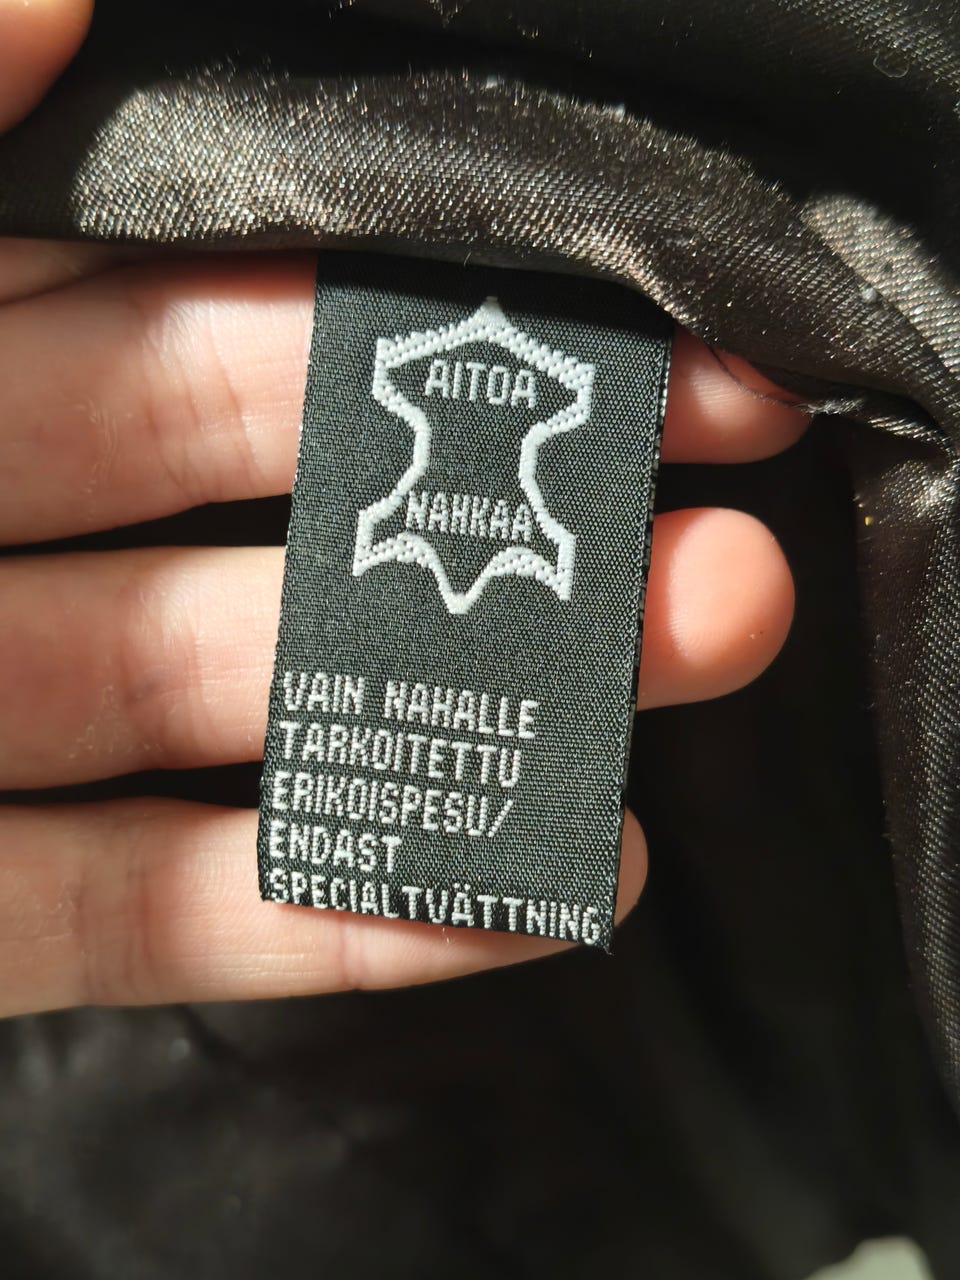 AITOA
NAHKAA
VAIN NAHALLE
TARKOITETTU
ERIKOISPESU/
ENDAST
SPECIALTVÄTTNING